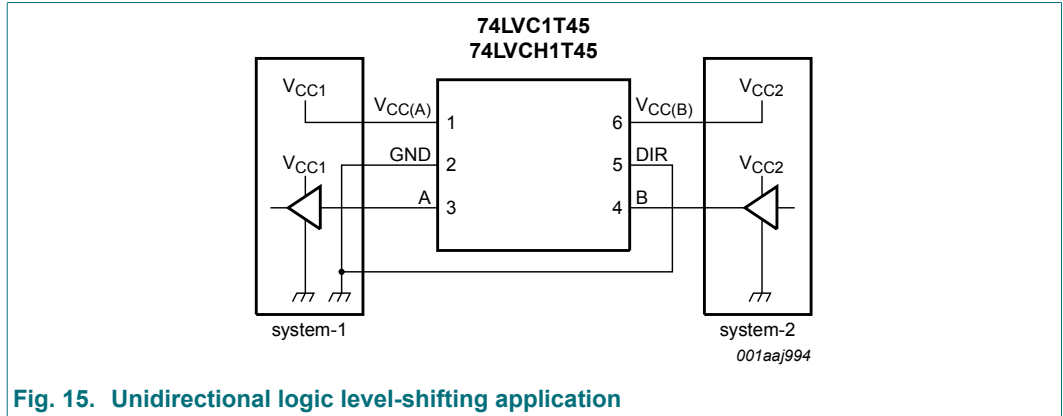 74LVC1T45
74LVCH1T45
VCC1
VCC(A)
VCC(B)
VCC2
1
6
GND
DIR
VCC1
2
5
VCC2
A
3
4
B
system-1
system-2
001aaj994
Fig. 15. Unidirectional logic level-shifting application